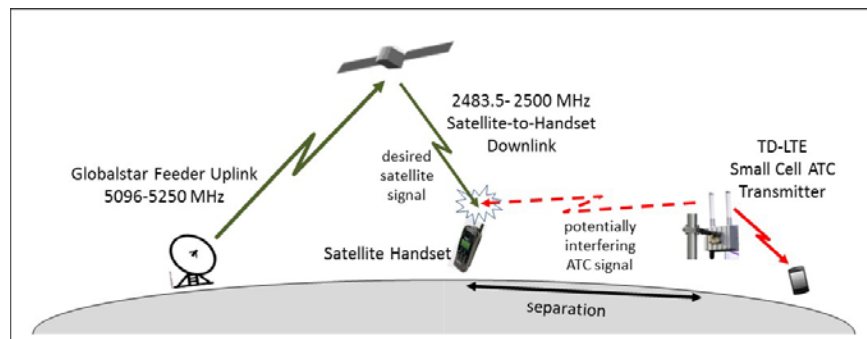 2483.5- 2500 MHz
Satellite-to-Handset
Downlink
TD-LTE
Small Cell ATC
Transmitter
desired
satellite
signal
Globalstar Feeder Uplink
5096-5250 MHz
Satellite Handset
potentially
interfering
ATC signal
separation